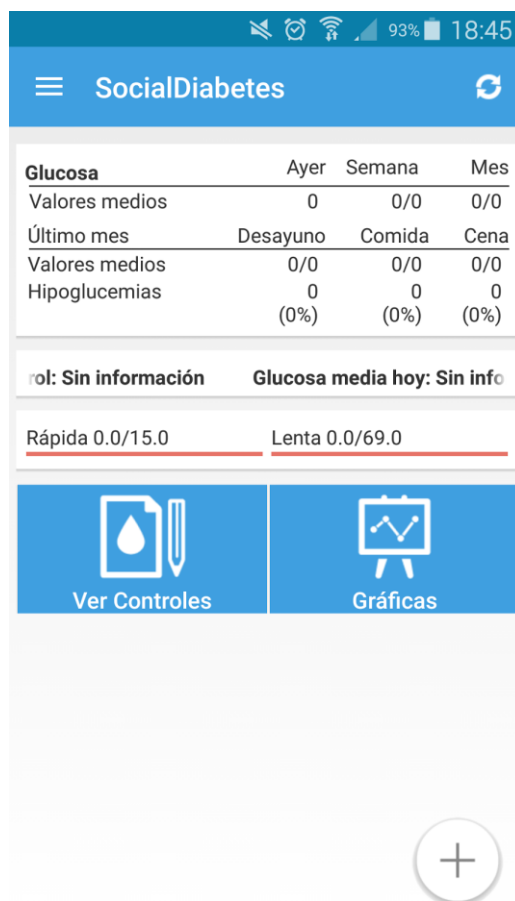 93% 18:45
SocialDiabetes
Glucosa Ayer Semana Mes
Valores medios 0 0/0 0/0
Último mes Desayuno Comida Cena
Valores medios 0/0 0/0 0/0
Hipoglucemias 0 0 0
(0%) (0%) (0%)
rol: Sin información Glucosa media hoy: Sin info
Rápida 0.0/15.0 Lenta 0.0/69.0
Ver Controles Gráficas